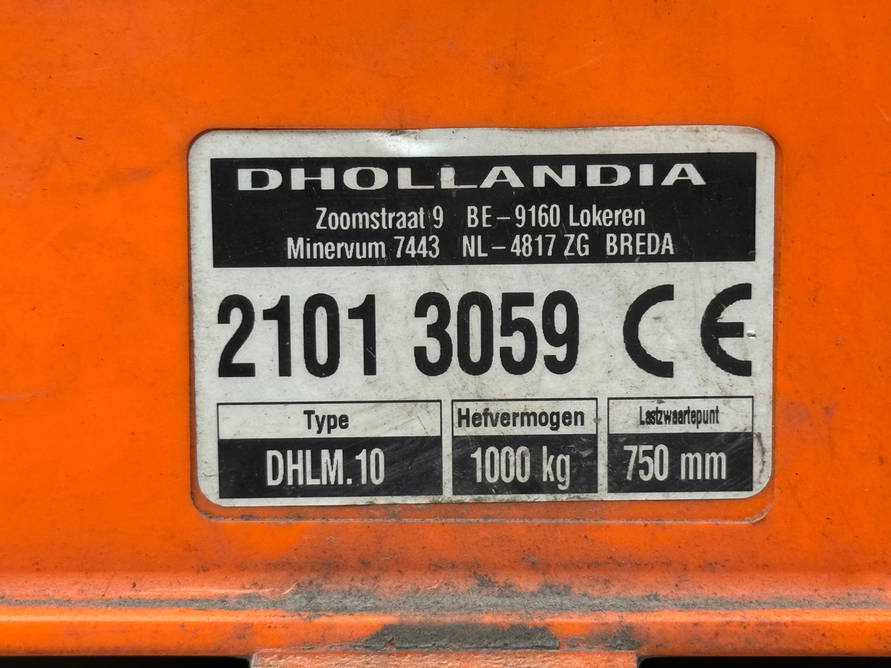 DHOLLANDIA
Zoomstraat 9 BE-9160 Lokeren
Minervum 7443 NL-4817 ZG BREDA
2101 3059 CE
Type Hefvermogen Lastzwaartepunt
DHLM.10 1000 kg 750 mm